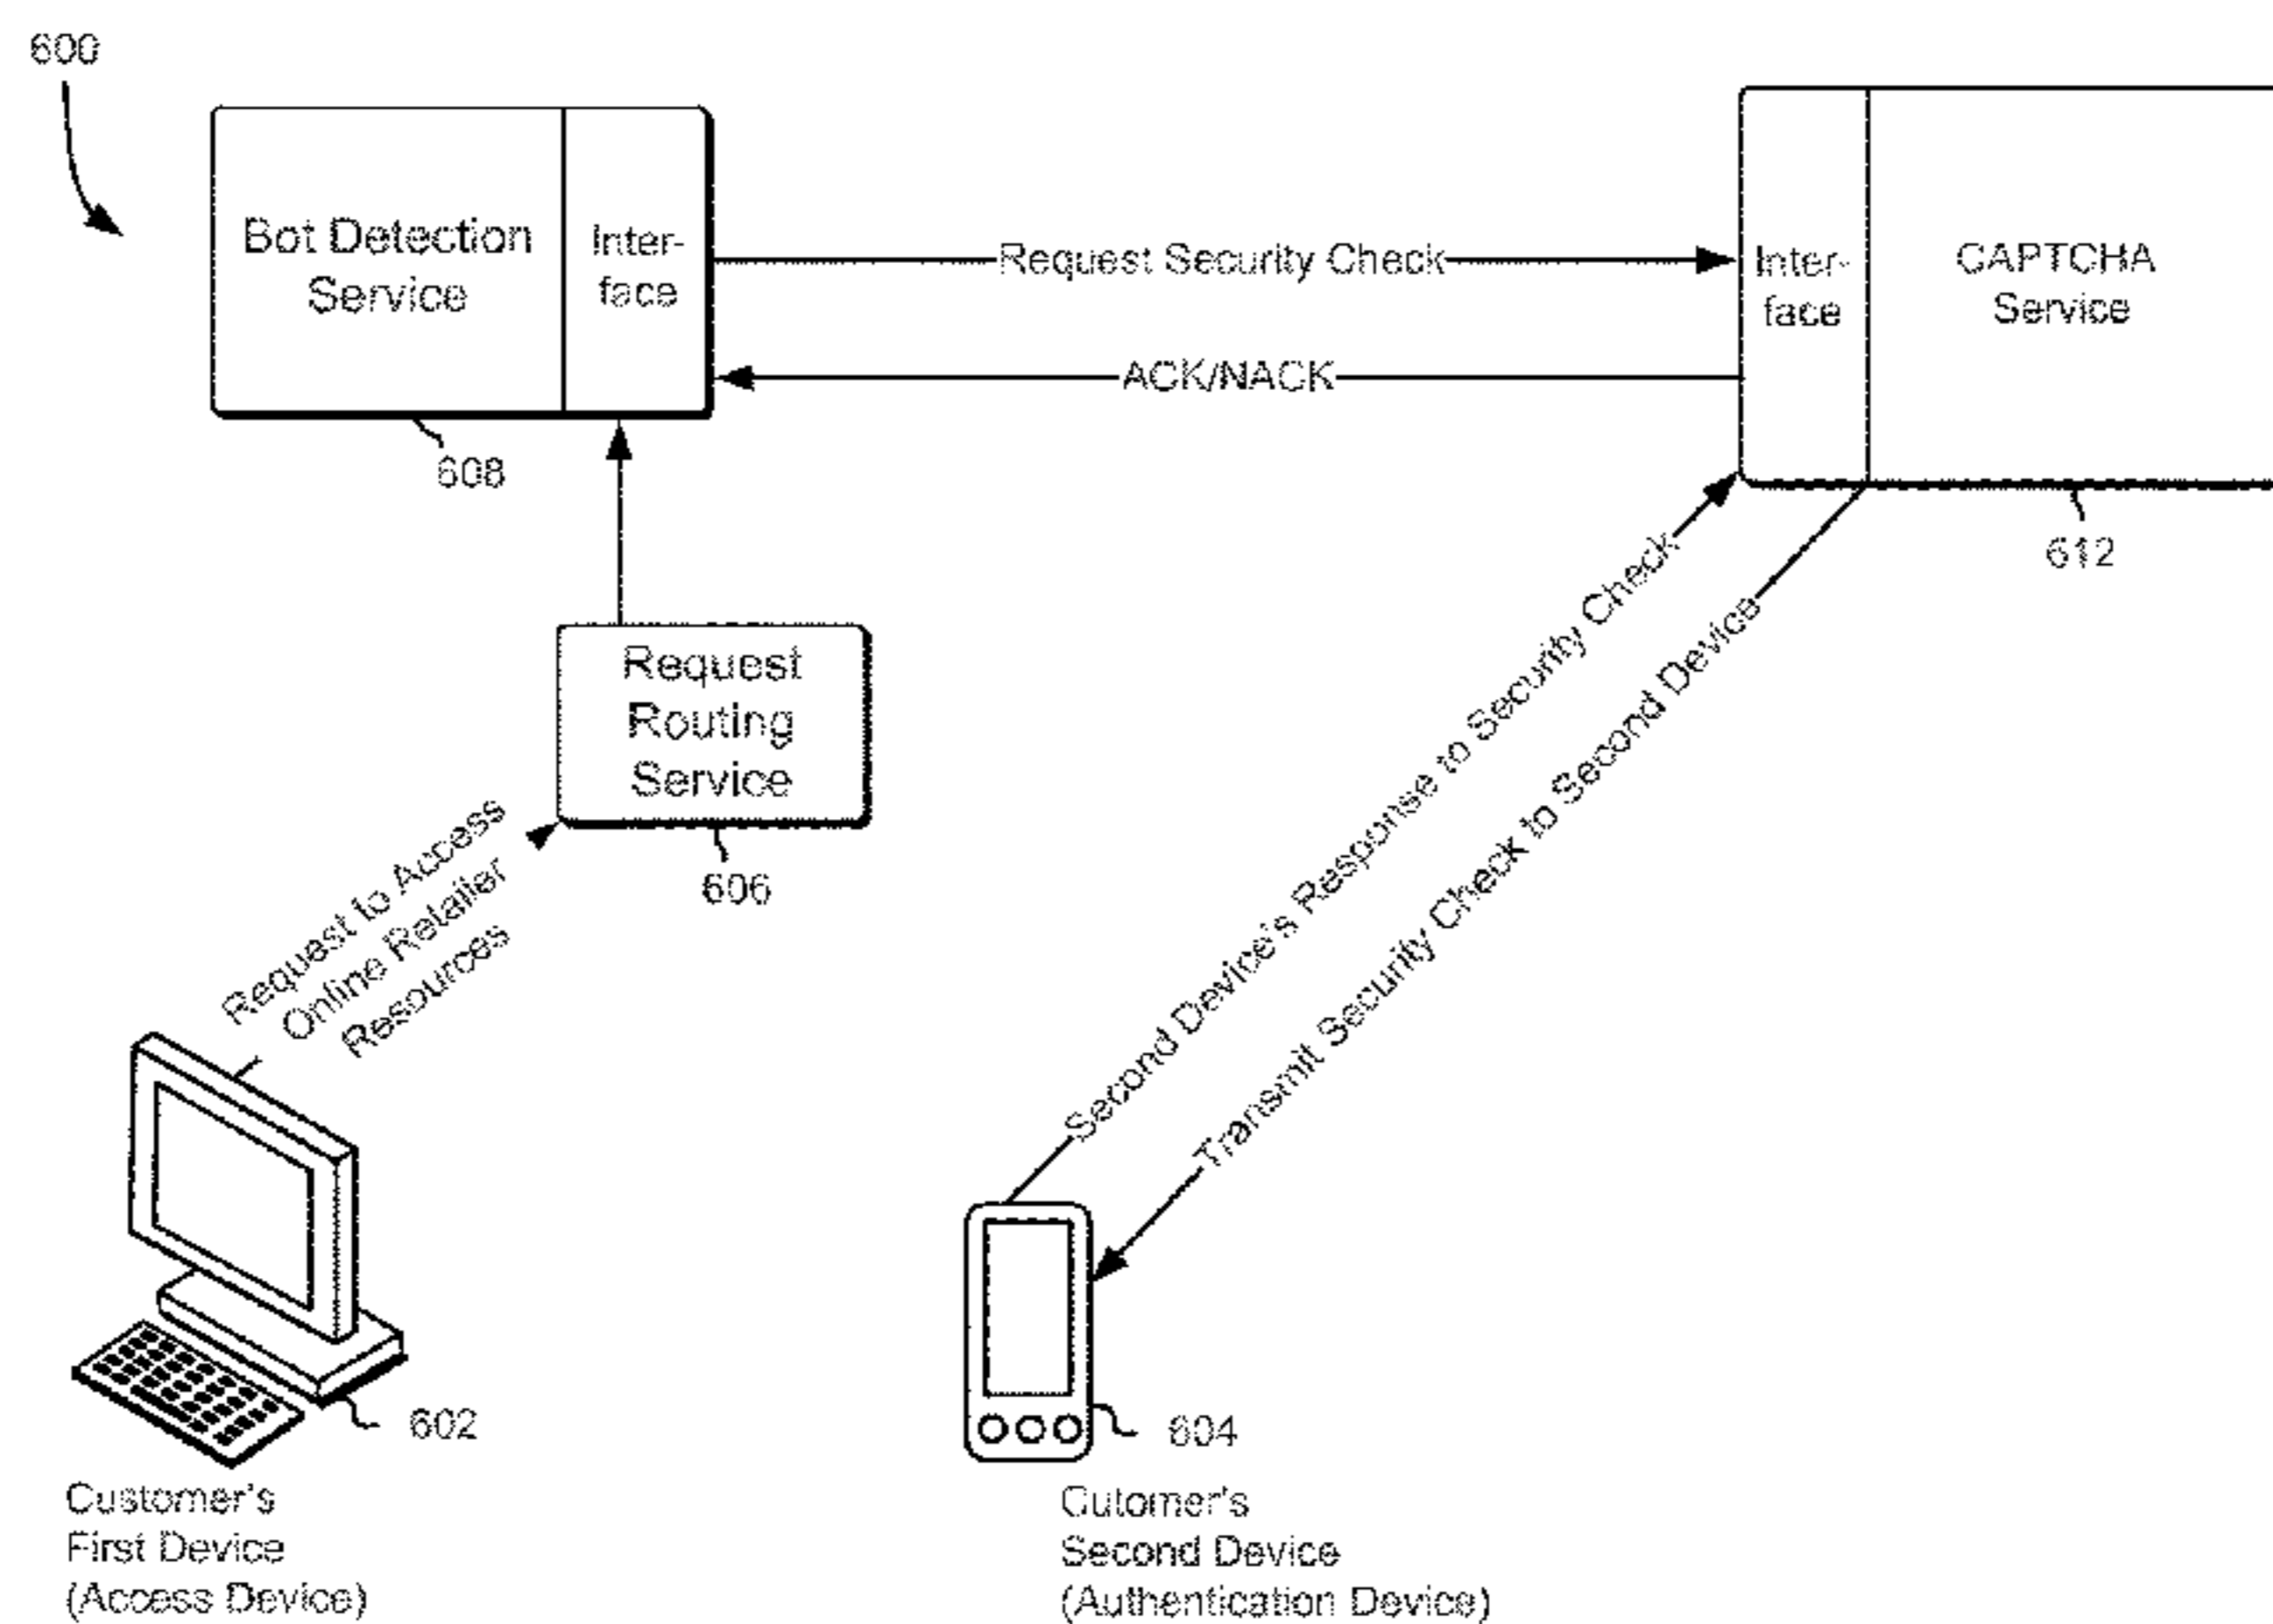 600
Bot Detection
Service
Inter-
face
Request Security Check
ACK/NACK
Inter-
face
CAPTCHA
Service
608
612
Request
Routing
Service
606
Request to Access
Online Retailer
Resources
Second Device's Response to Security Check
Transmit Security Check to Second Device
602
604
Customer's
First Device
(Access Device)
Cutomer's
Second Device
(Authentication Device)